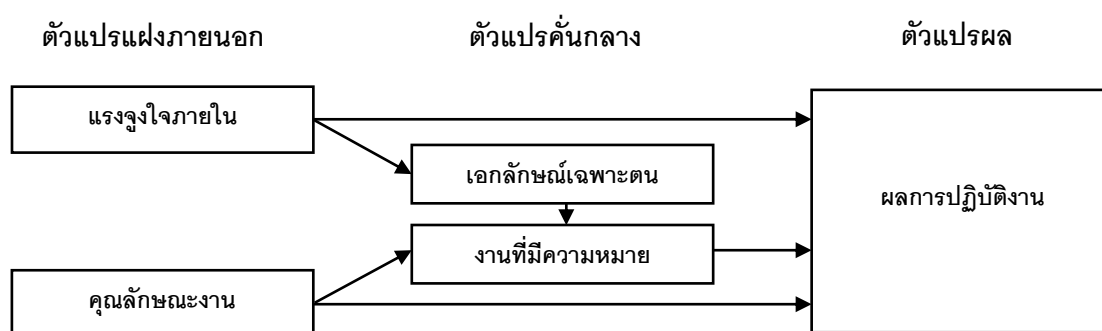 ตัวแปรแฝงภายนอก ตัวแปรคั่นกลาง ตัวแปรผล
แรงจูงใจภายใน
เอกลักษณ์เฉพาะตน
ผลการปฏิบัติงาน
งานที่มีความหมาย
คุณลักษณะงาน